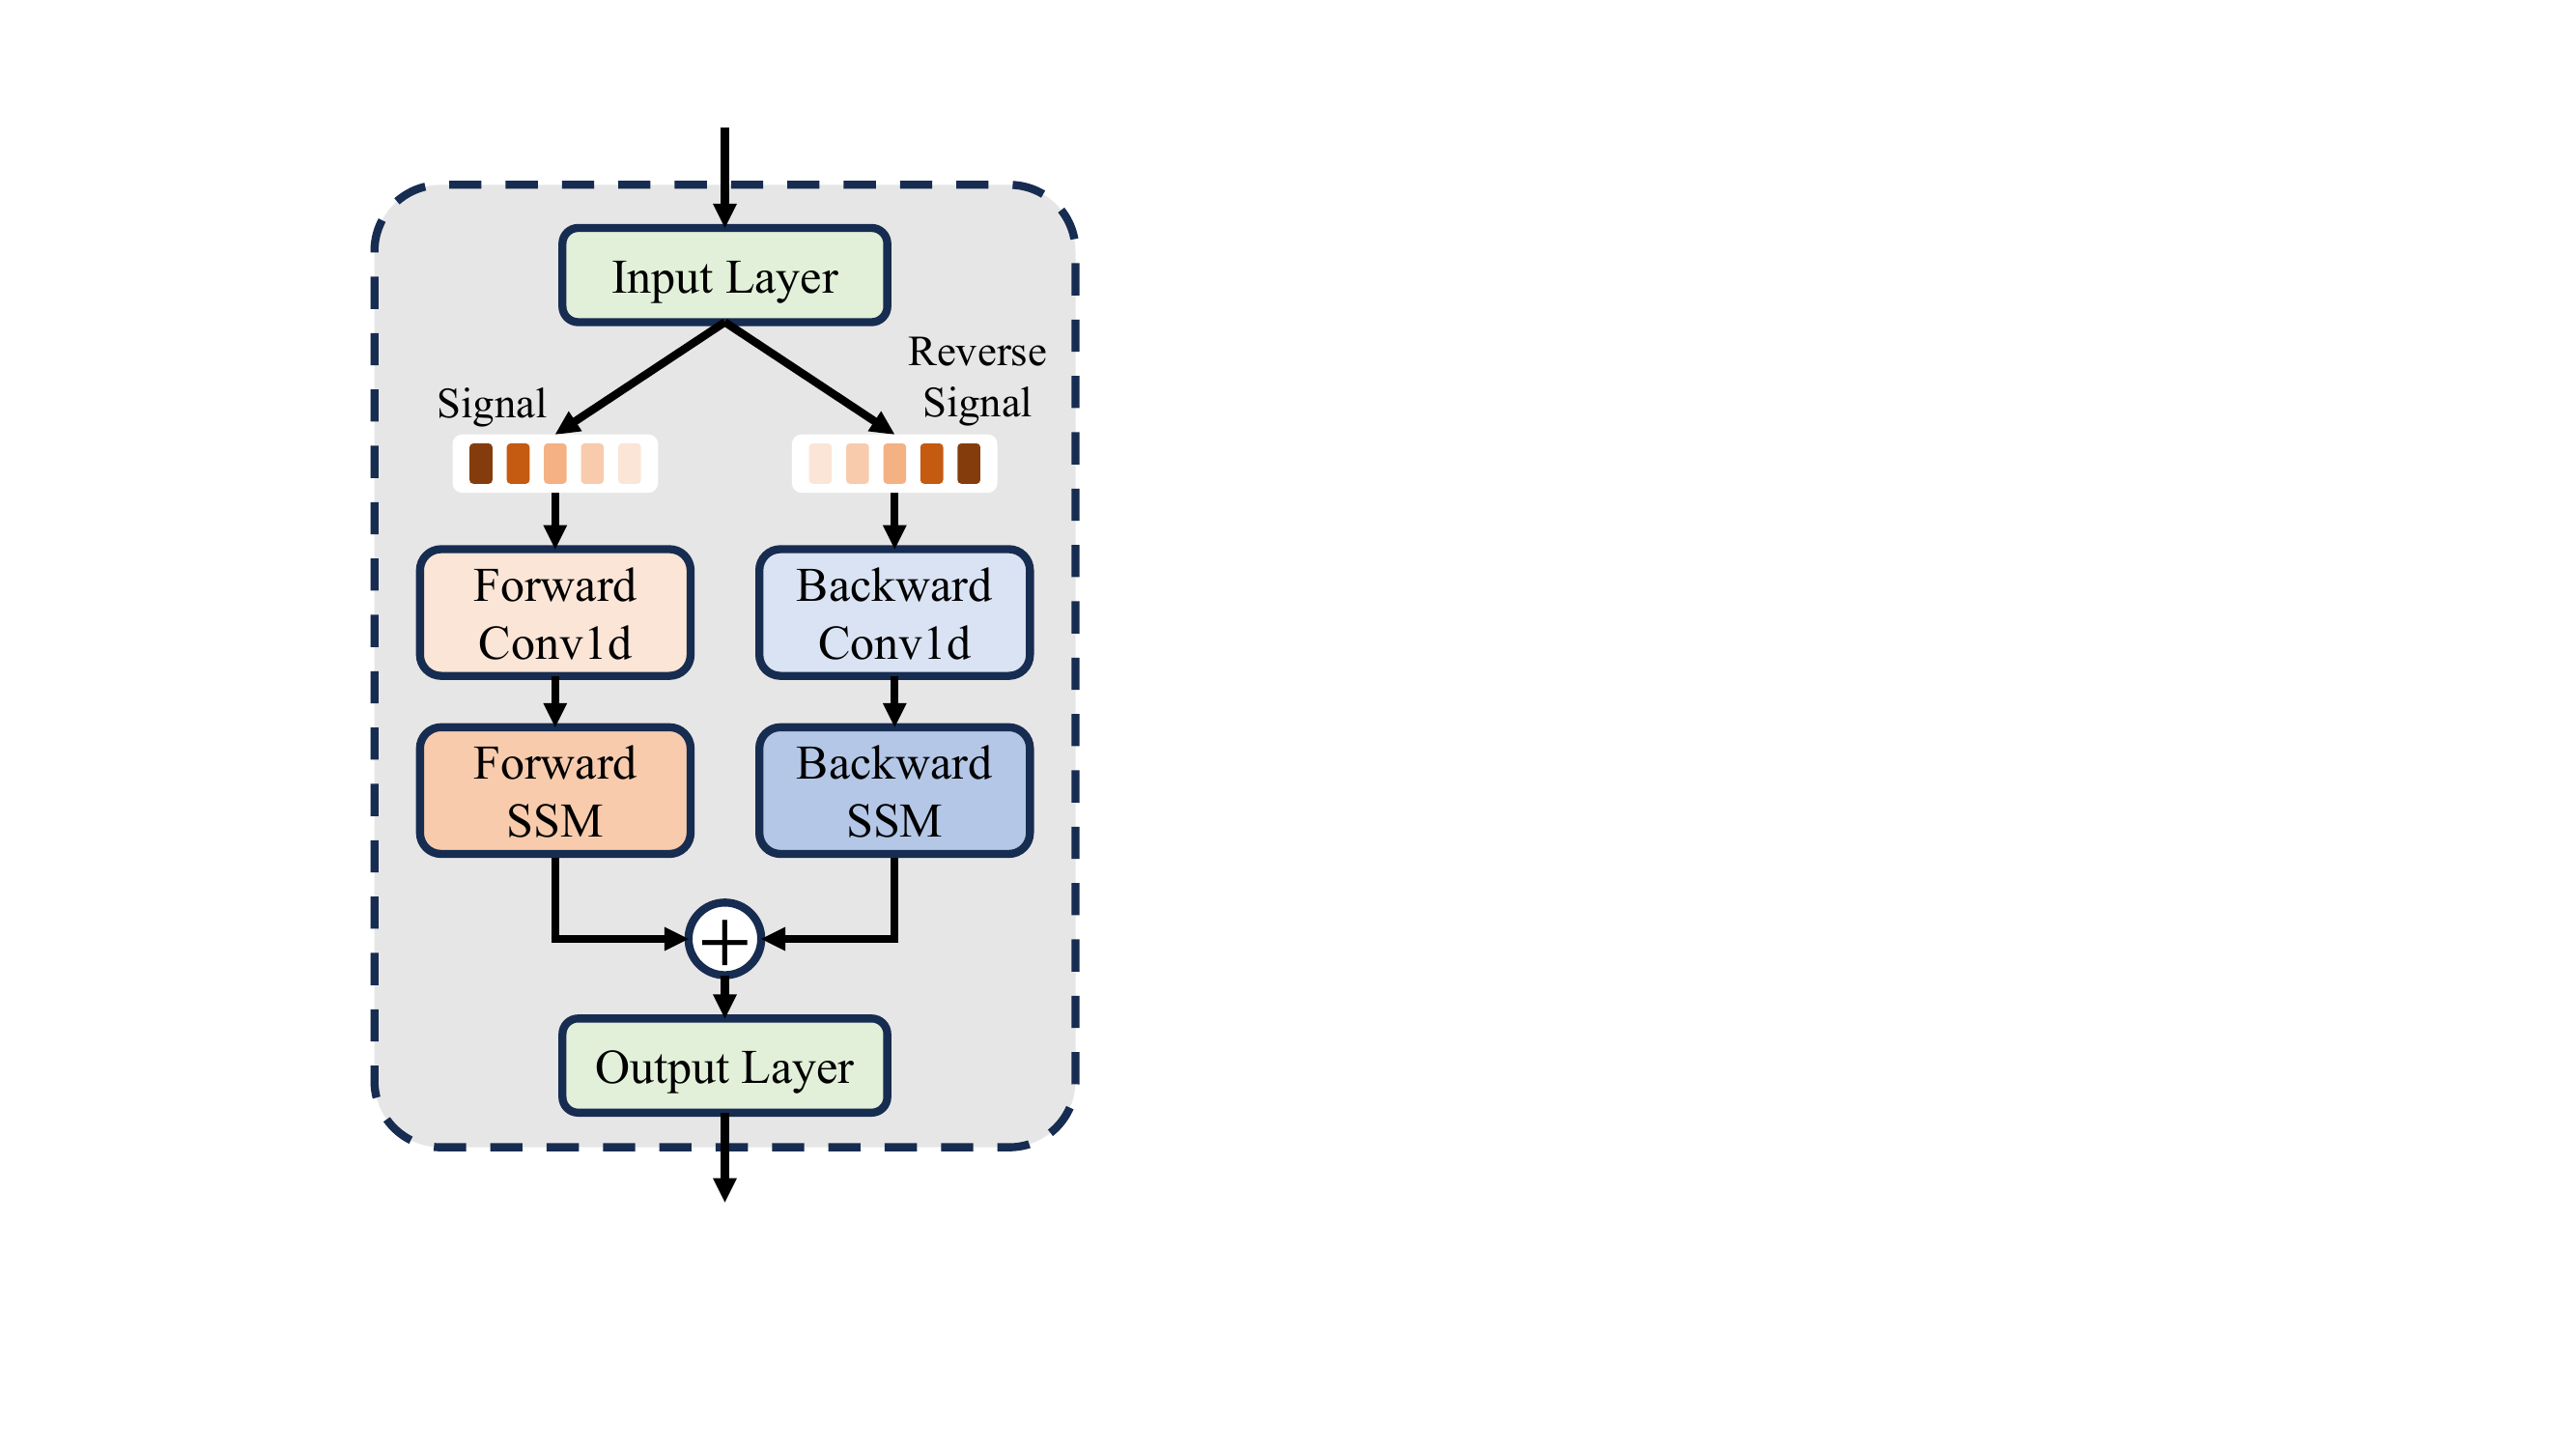 Input Layer
Reverse
Signal
Signal
Forward
Conv1d
Backward
Conv1d
Forward
SSM
Backward
SSM
+
Output Layer